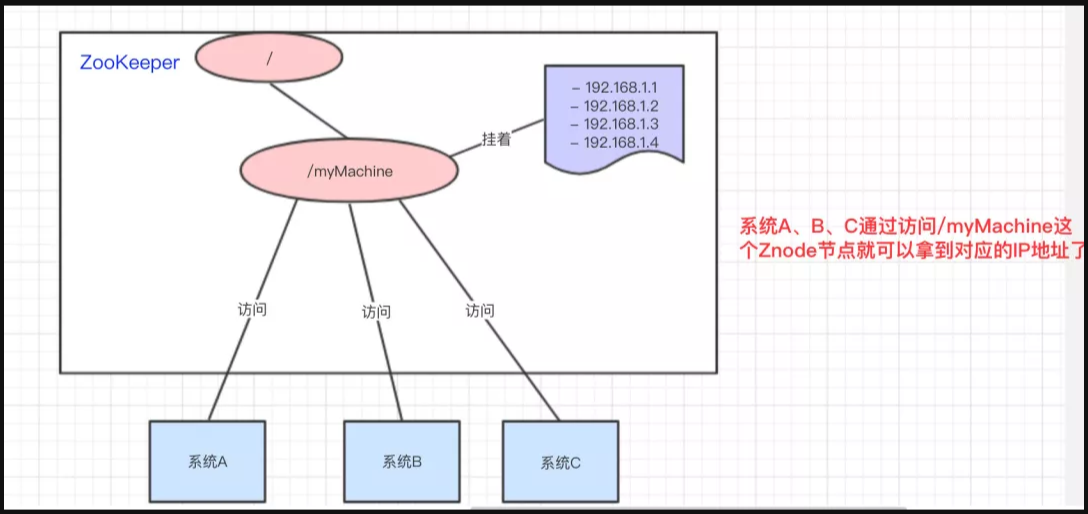 ZooKeeper
/
- 192.168.1.1
- 192.168.1.2
- 192.168.1.3
- 192.168.1.4
挂着
/myMachine
系统A、B、C通过访问/myMachine这
个Znode节点就可以拿到对应的IP地址了
访问
访问
访问
系统A
系统B
系统C